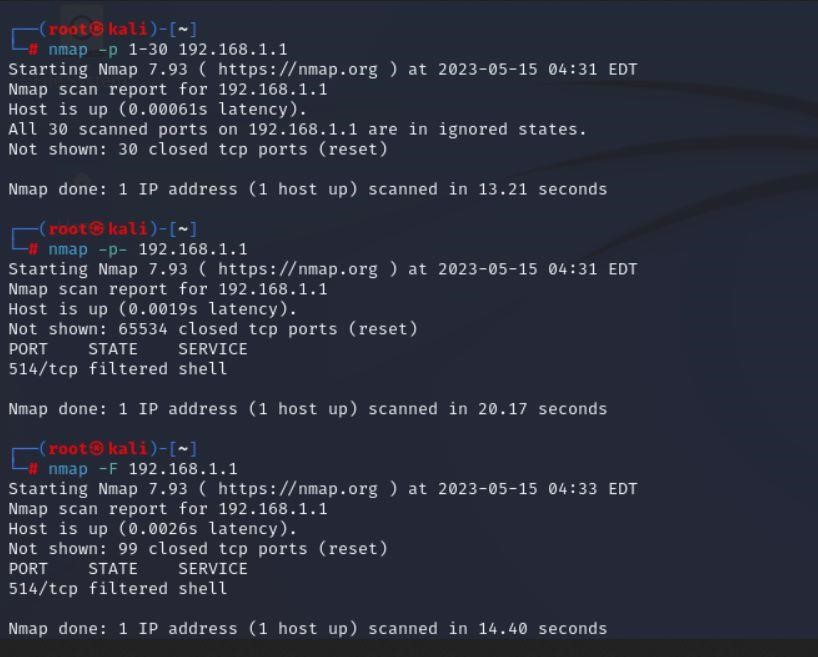 ┌──(root㉿kali)-[~]
└─# nmap -p 1-30 192.168.1.1
Starting Nmap 7.93 ( https://nmap.org ) at 2023-05-15 04:31 EDT
Nmap scan report for 192.168.1.1
Host is up (0.00061s latency).
All 30 scanned ports on 192.168.1.1 are in ignored states.
Not shown: 30 closed tcp ports (reset)

Nmap done: 1 IP address (1 host up) scanned in 13.21 seconds

┌──(root㉿kali)-[~]
└─# nmap -p- 192.168.1.1
Starting Nmap 7.93 ( https://nmap.org ) at 2023-05-15 04:31 EDT
Nmap scan report for 192.168.1.1
Host is up (0.0019s latency).
Not shown: 65534 closed tcp ports (reset)
PORT    STATE    SERVICE
514/tcp filtered shell

Nmap done: 1 IP address (1 host up) scanned in 20.17 seconds

┌──(root㉿kali)-[~]
└─# nmap -F 192.168.1.1
Starting Nmap 7.93 ( https://nmap.org ) at 2023-05-15 04:33 EDT
Nmap scan report for 192.168.1.1
Host is up (0.0026s latency).
Not shown: 99 closed tcp ports (reset)
PORT    STATE    SERVICE
514/tcp filtered shell

Nmap done: 1 IP address (1 host up) scanned in 14.40 seconds